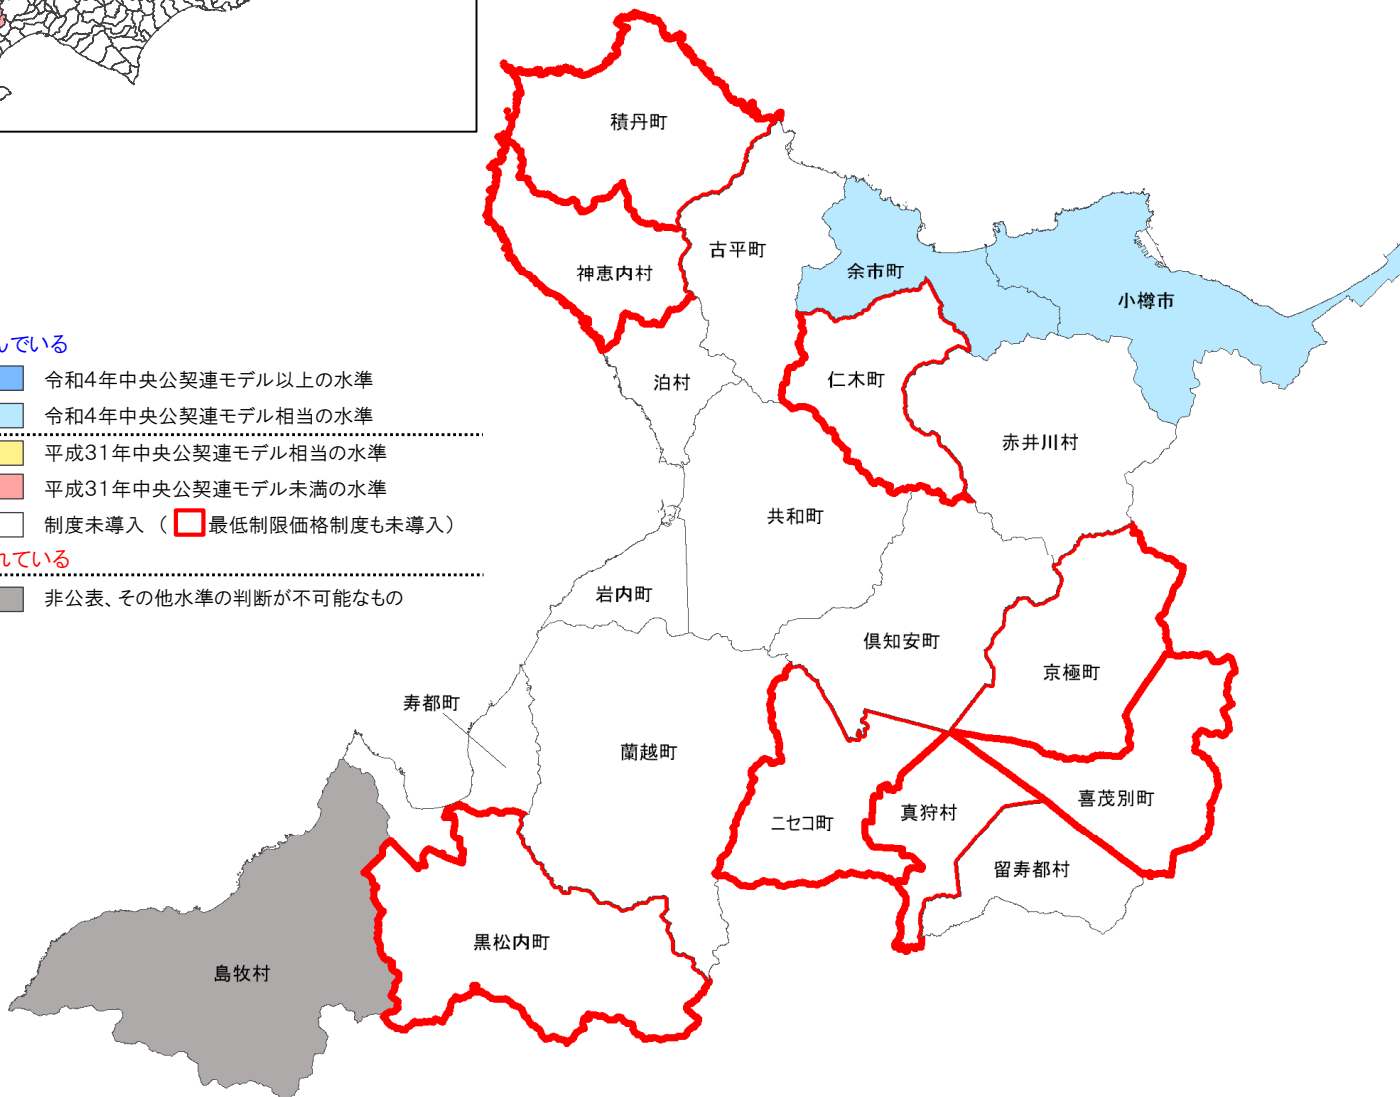 積丹町
古平町
神恵内村
余市町
小樽市
んでいる
令和4年中央公契連モデル以上の水準
泊村
仁木町
令和4年中央公契連モデル相当の水準
赤井川村
平成31年中央公契連モデル相当の水準
平成31年中央公契連モデル未満の水準
共和町
制度未導入 ( 最低制限価格制度も未導入)
れている
岩内町
非公表、その他水準の判断が不可能なもの
倶知安町
京極町
寿都町
蘭越町
喜茂別町
真狩村
ニセコ町
留寿都村
黒松内町
島牧村